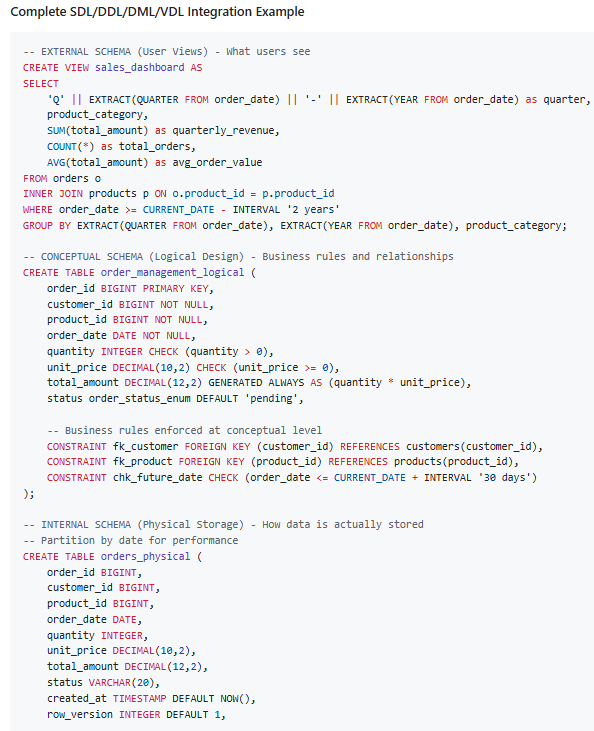 Complete SDL/DDL/DML/VDL Integration Example
-- EXTERNAL SCHEMA (User Views) - What users see
CREATE VIEW sales_dashboard AS
SELECT
    'Q' || EXTRACT(QUARTER FROM order_date) || '-' || EXTRACT(YEAR FROM order_date) as quarter,
    product_category,
    SUM(total_amount) as quarterly_revenue,
    COUNT(*) as total_orders,
    AVG(total_amount) as avg_order_value
FROM orders o
INNER JOIN products p ON o.product_id = p.product_id
WHERE order_date >= CURRENT_DATE - INTERVAL '2 years'
GROUP BY EXTRACT(QUARTER FROM order_date), EXTRACT(YEAR FROM order_date), product_category;
-- CONCEPTUAL SCHEMA (Logical Design) - Business rules and relationships
CREATE TABLE order_management_logical (
    order_id BIGINT PRIMARY KEY,
    customer_id BIGINT NOT NULL,
    product_id BIGINT NOT NULL,
    order_date DATE NOT NULL,
    quantity INTEGER CHECK (quantity > 0),
    unit_price DECIMAL(10,2) CHECK (unit_price >= 0),
    total_amount DECIMAL(12,2) GENERATED ALWAYS AS (quantity * unit_price),
    status order_status_enum DEFAULT 'pending',
    -- Business rules enforced at conceptual level
    CONSTRAINT fk_customer FOREIGN KEY (customer_id) REFERENCES customers(customer_id),
    CONSTRAINT fk_product FOREIGN KEY (product_id) REFERENCES products(product_id),
    CONSTRAINT chk_future_date CHECK (order_date <= CURRENT_DATE + INTERVAL '30 days')
);
-- INTERNAL SCHEMA (Physical Storage) - How data is actually stored
-- Partition by date for performance
CREATE TABLE orders_physical (
    order_id BIGINT,
    customer_id BIGINT,
    product_id BIGINT,
    order_date DATE,
    quantity INTEGER,
    unit_price DECIMAL(10,2),
    total_amount DECIMAL(12,2),
    status VARCHAR(20),
    created_at TIMESTAMP DEFAULT NOW(),
    row_version INTEGER DEFAULT 1,